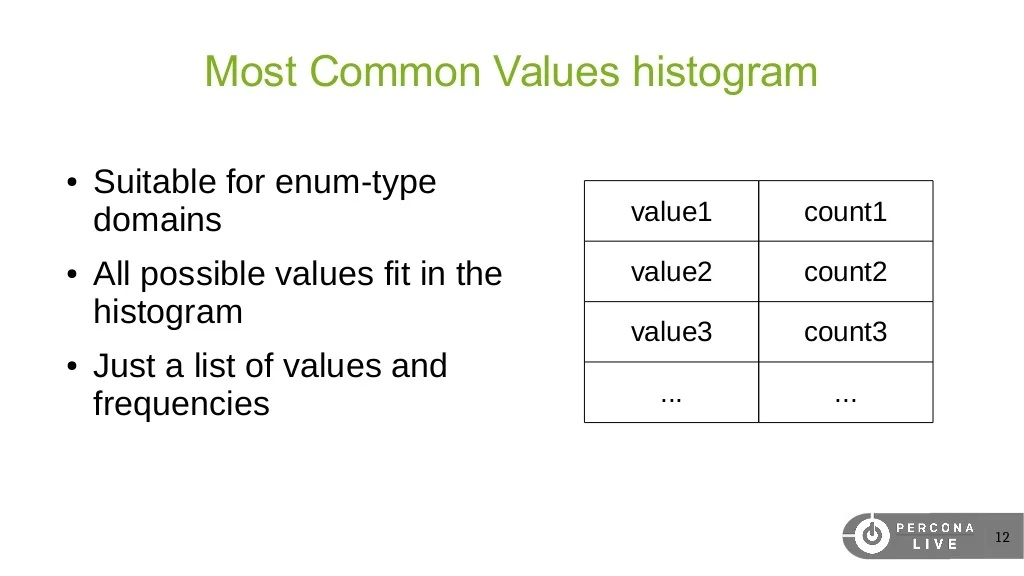 Most Common Values histogram
• Suitable for enum-type
domains
• All possible values fit in the
histogram
• Just a list of values and
frequencies
value1 count1
value2 count2
value3 count3
... ...
PERCONA
LIVE
12